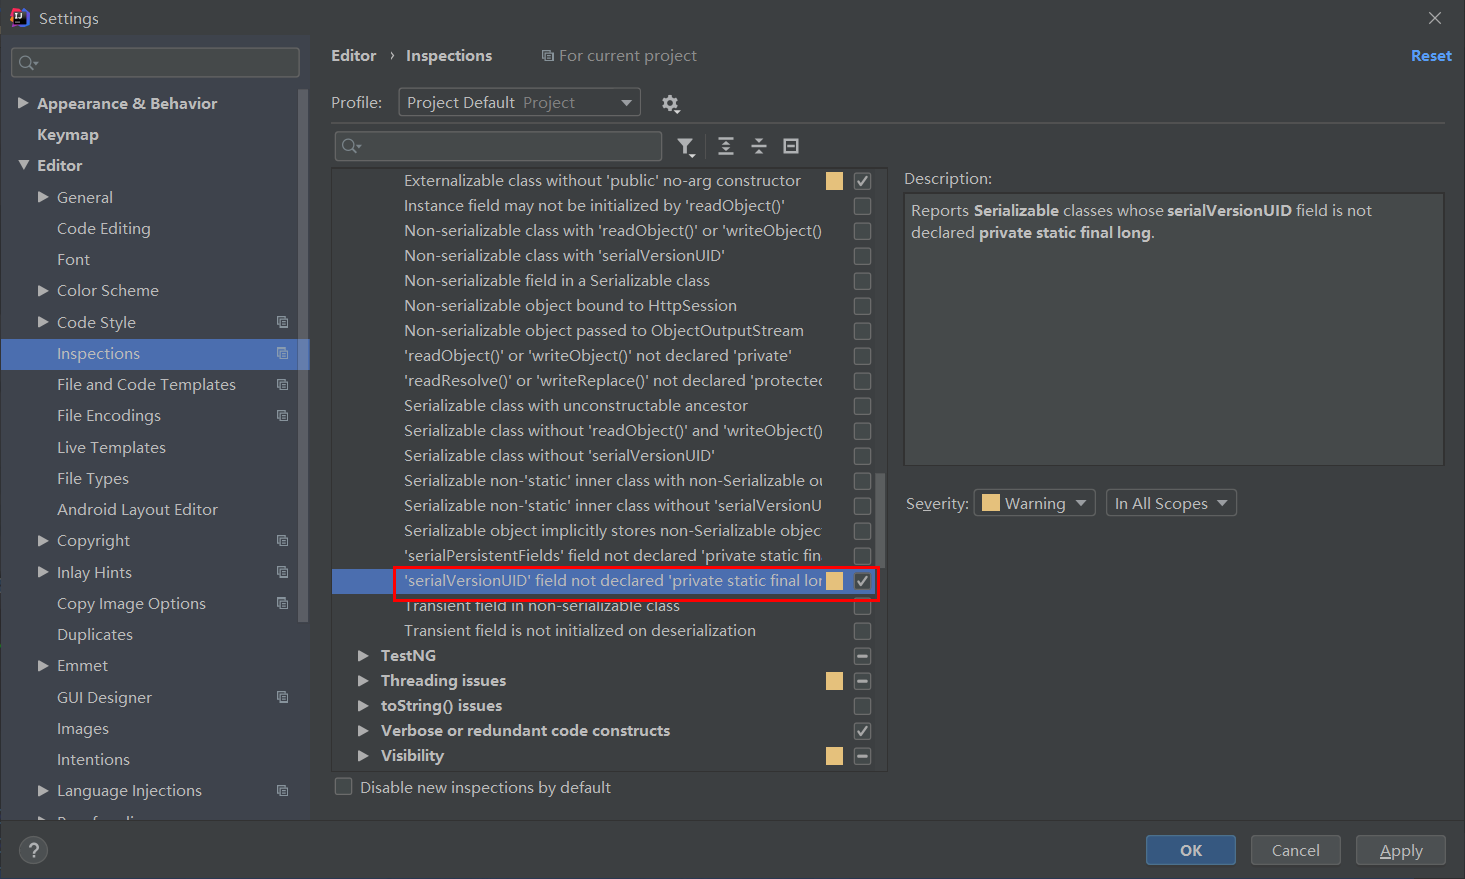 Settings
Editor › Inspections For current project Reset
Profile: Project Default Project
Appearance & Behavior
Keymap
Editor
General
Code Editing
Font
Color Scheme
Code Style
Inspections
File and Code Templates
File Encodings
Live Templates
File Types
Android Layout Editor
Copyright
Inlay Hints
Copy Image Options
Duplicates
Emmet
GUI Designer
Images
Intentions
Language Injections
Externalizable class without 'public' no-arg constructor
Instance field may not be initialized by 'readObject()'
Non-serializable class with 'readObject()' or 'writeObject()
Non-serializable class with 'serialVersionUID'
Non-serializable field in a Serializable class
Non-serializable object bound to HttpSession
Non-serializable object passed to ObjectOutputStream
'readObject()' or 'writeObject()' not declared 'private'
'readResolve()' or 'writeReplace()' not declared 'protected
Serializable class with unconstructable ancestor
Serializable class without 'readObject()' and 'writeObject()
Serializable class without 'serialVersionUID'
Serializable non-'static' inner class with non-Serializable ou
Serializable non-'static' inner class without 'serialVersionU
Serializable object implicitly stores non-Serializable objec
'serialPersistentFields' field not declared 'private static fin
'serialVersionUID' field not declared 'private static final lon
Transient field in non-serializable class
Transient field is not initialized on deserialization
TestNG
Threading issues
toString() issues
Verbose or redundant code constructs
Visibility
Disable new inspections by default
Description:
Reports Serializable classes whose serialVersionUID field is not
declared private static final long.
Severity: Warning In All Scopes
? OK Cancel Apply